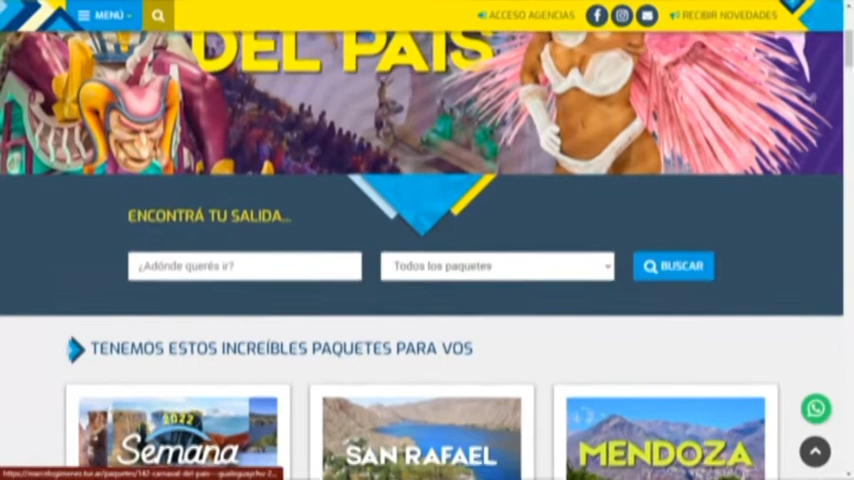 MENÚ
ACCESO AGENCIAS
RECIBIR NOVEDADES
DEL PAÍS
ENCONTRÁ TU SALIDA...
¿Adónde querés ir?
Todos los paquetes
BUSCAR
TENEMOS ESTOS INCREÍBLES PAQUETES PARA VOS
2022
Semana
SAN RAFAEL
MENDOZA